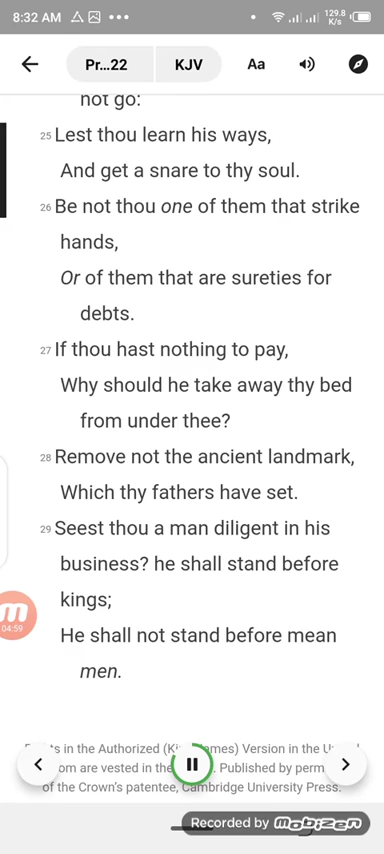 8:32 AM 129.8
K/s
Pr...22 KJV Aa
not go:
25 Lest thou learn his ways,
And get a snare to thy soul.
26 Be not thou one of them that strike
hands,
Or of them that are sureties for
debts.
27 If thou hast nothing to pay,
Why should he take away thy bed
from under thee?
28 Remove not the ancient landmark,
Which thy fathers have set.
29 Seest thou a man diligent in his
business? he shall stand before
kings;
04:59
He shall not stand before mean
men.
in the Authorized Version in the
are vested in the Published by
of the Crown's patentee, Cambridge University Press.
Recorded by mobizen